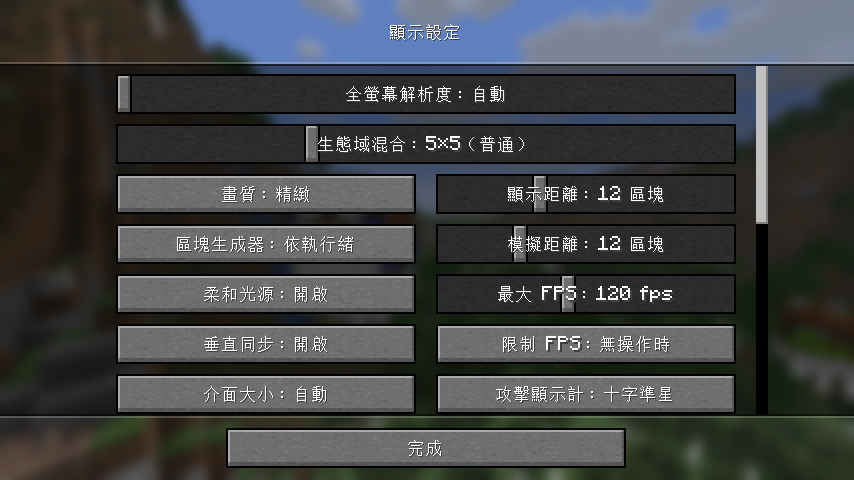 顯示設定
全螢幕解析度：自動
生態域混合：5×5（普通）
畫質：精緻
顯示距離：12 區塊
區塊生成器：依執行緒
模擬距離：12 區塊
柔和光源：開啟
最大 FPS：120 fps
垂直同步：開啟
限制 FPS：無操作時
介面大小：自動
攻擊顯示計：十字準星
完成